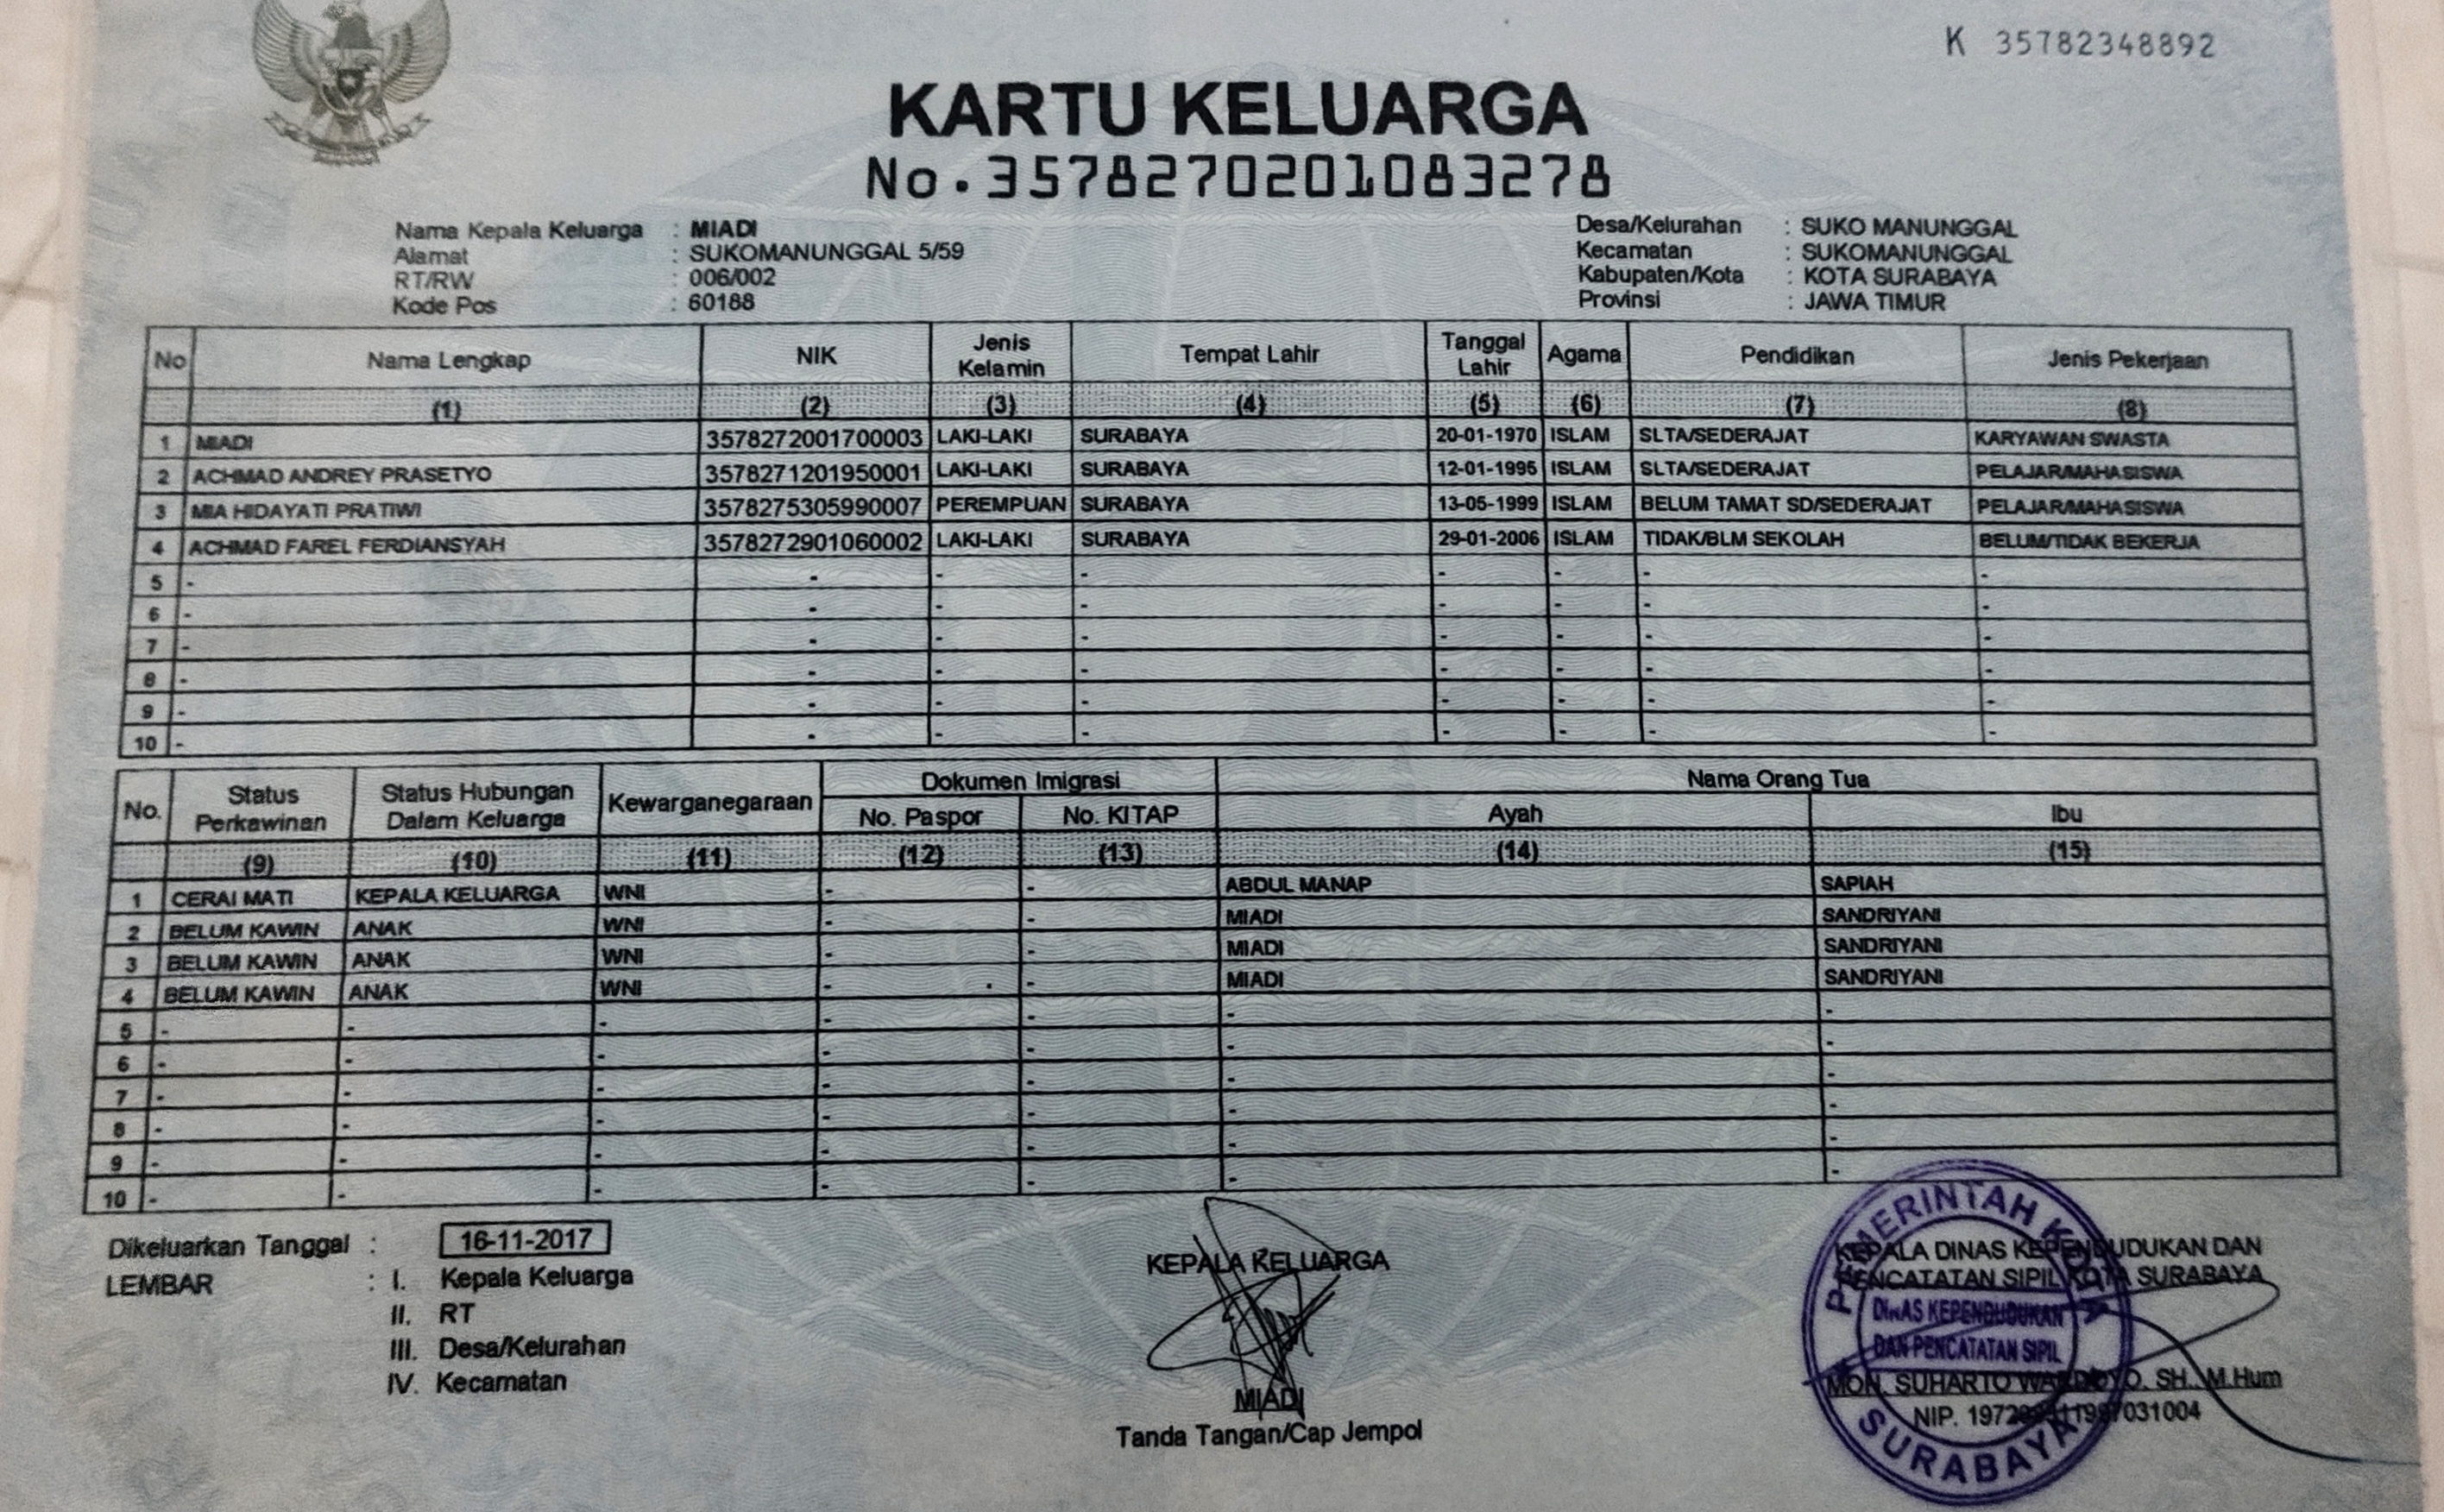 K 35782348892
KARTU KELUARGA
No.3578270201083278
Nama Kepala Keluarga : MIADI
Alamat : SUKOMANUNGGAL 5/59
RT/RW : 006/002
Kode Pos : 60188
Desa/Kelurahan : SUKO MANUNGGAL
Kecamatan : SUKOMANUNGGAL
Kabupaten/Kota : KOTA SURABAYA
Provinsi : JAWA TIMUR
No Nama Lengkap NIK Jenis Kelamin Tempat Lahir Tanggal Lahir Agama Pendidikan Jenis Pekerjaan
(1) (2) (3) (4) (5) (6) (7) (8)
1 MIADI 3578272001700003 LAKI-LAKI SURABAYA 20-01-1970 ISLAM SLTA/SEDERAJAT KARYAWAN SWASTA
2 ACHMAD ANDREY PRASETYO 3578271201950001 LAKI-LAKI SURABAYA 12-01-1995 ISLAM SLTA/SEDERAJAT PELAJAR/MAHASISWA
3 MIA HIDAYATI PRATIWI 3578275305990007 PEREMPUAN SURABAYA 13-05-1999 ISLAM BELUM TAMAT SD/SEDERAJAT PELAJAR/MAHASISWA
4 ACHMAD FAREL FERDIANSYAH 3578272901060002 LAKI-LAKI SURABAYA 29-01-2006 ISLAM TIDAK/BLM SEKOLAH BELUM/TIDAK BEKERJA
5 - - - - - - - -
6 - - - - - - - -
7 - - - - - - - -
8 - - - - - - - -
9 - - - - - - - -
10 - - - - - - - -
No. Status Perkawinan Status Hubungan Dalam Keluarga Kewarganegaraan Dokumen Imigrasi Nama Orang Tua
No. Paspor No. KITAP Ayah Ibu
(9) (10) (11) (12) (13) (14) (15)
1 CERAI MATI KEPALA KELUARGA WNI - - ABDUL MANAP SAPIAH
2 BELUM KAWIN ANAK WNI - - MIADI SANDRIYANI
3 BELUM KAWIN ANAK WNI - - MIADI SANDRIYANI
4 BELUM KAWIN ANAK WNI - - MIADI SANDRIYANI
5 - - - - - - -
6 - - - - - - -
7 - - - - - - -
8 - - - - - - -
9 - - - - - - -
10 - - - - - - -
Dikeluarkan Tanggal : 16-11-2017
LEMBAR : I. Kepala Keluarga
II. RT
III. Desa/Kelurahan
IV. Kecamatan
KEPALA KELUARGA
MIADI
Tanda Tangan/Cap Jempol
KEPALA DINAS KEPENDUDUKAN DAN
PENCATATAN SIPIL KOTA SURABAYA
MOH. SUHARTO WARDOYO, SH., M.Hum
NIP.
PEMERINTAH KOTA
DINAS KEPENDUDUKAN
DAN PENCATATAN SIPIL
SURABAYA